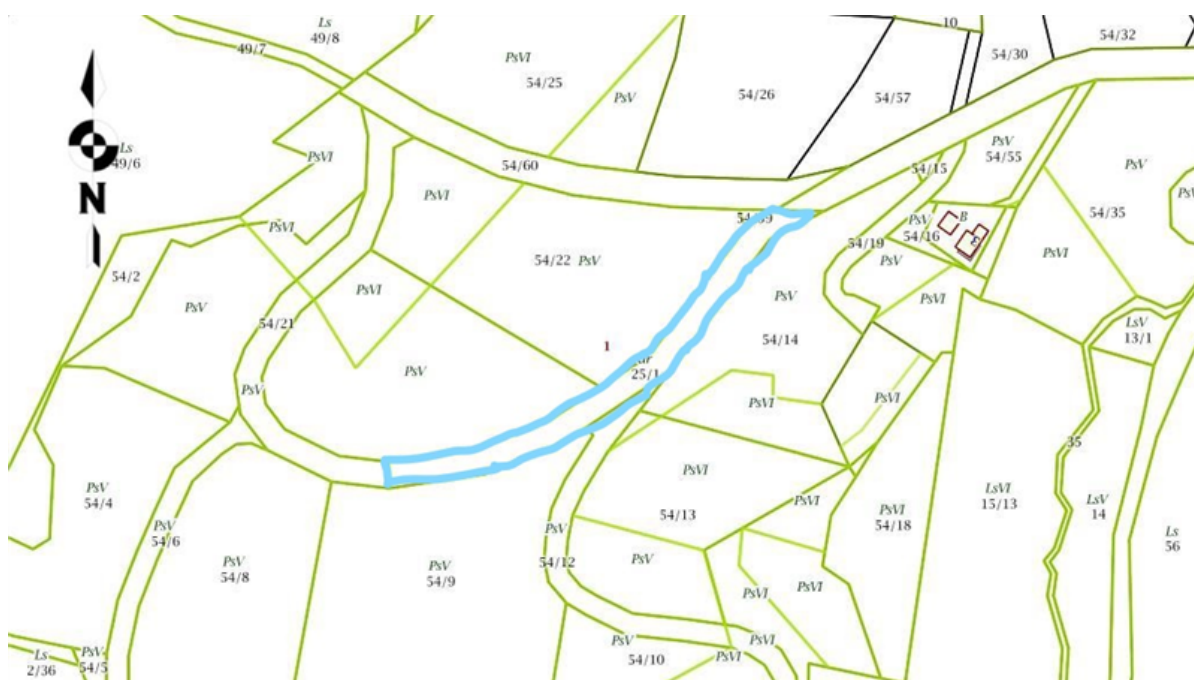 10
Ls
49/8
54/32
49/7
54/30
PsVI
54/25
PsV
54/26
54/57
Ls
49/6
PsVI
54/60
54/15
PsV
54/55
PsV
N
PsVI
54/35
PsVI
PsV
54/16
B
54/19
54/22 PsV
PsV
PsVI
54/2
PsVI
PsV
PsVI
PsV
54/21
LsV
13/1
54/14
1
25/1
PsV
PsV
PsVI
PsVI
35
PsVI
PsV
54/4
54/13
PsVI
PsVI
54/18
LsVI
15/13
LsV
14
PsV
54/6
PsV
54/12
Ls
56
PsV
54/8
PsV
54/9
PsV
PsVI
PsVI
PsV
54/10
PsVI
PsVI
Ls
2/36
PsV
54/5